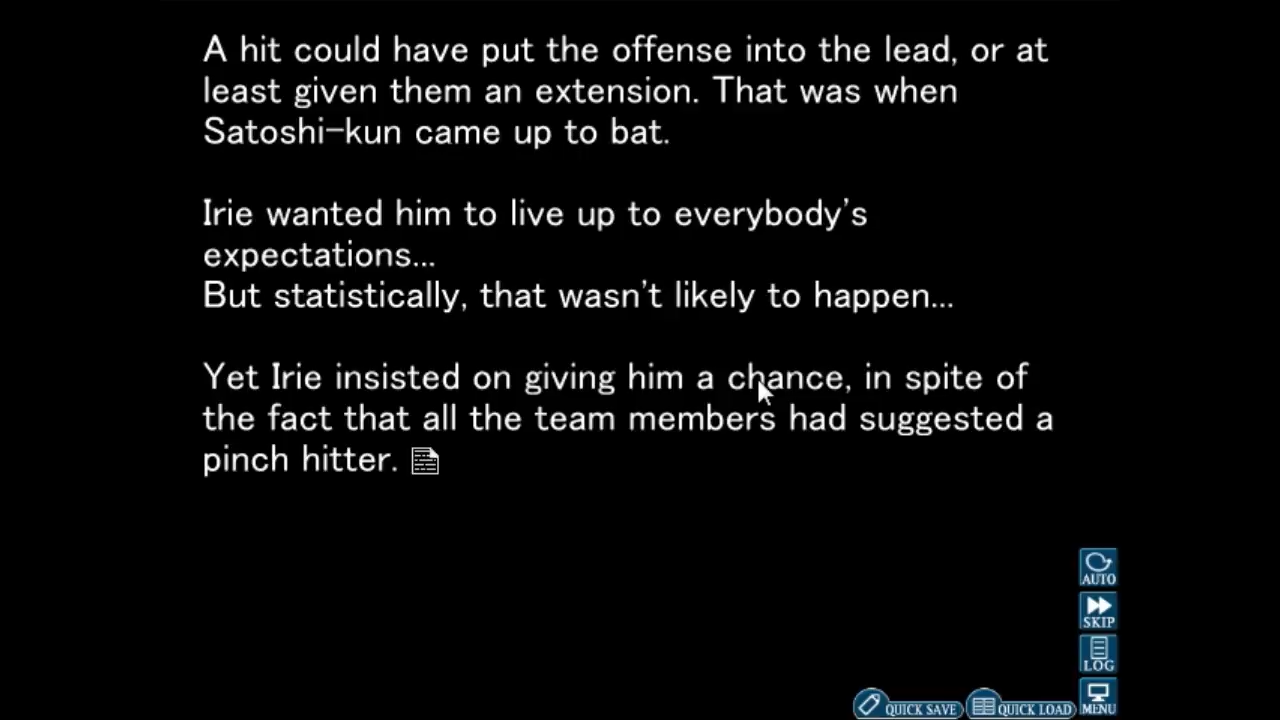 A hit could have put the offense into the lead, or at
least given them an extension. That was when
Satoshi-kun came up to bat.
Irie wanted him to live up to everybody's
expectations...
But statistically, that wasn't likely to happen...
Yet Irie insisted on giving him a chance, in spite of
the fact that all the team members had suggested a
pinch hitter.
AUTO
SKIP
LOG
MENU
QUICK SAVE
QUICK LOAD